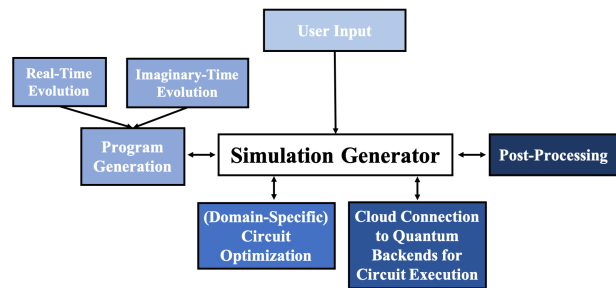 User Input
Real-Time
Evolution
Imaginary-Time
Evolution
Program
Generation
Simulation Generator
Post-Processing
(Domain-Specific)
Circuit
Optimization
Cloud Connection
to Quantum
Backends for
Circuit Execution